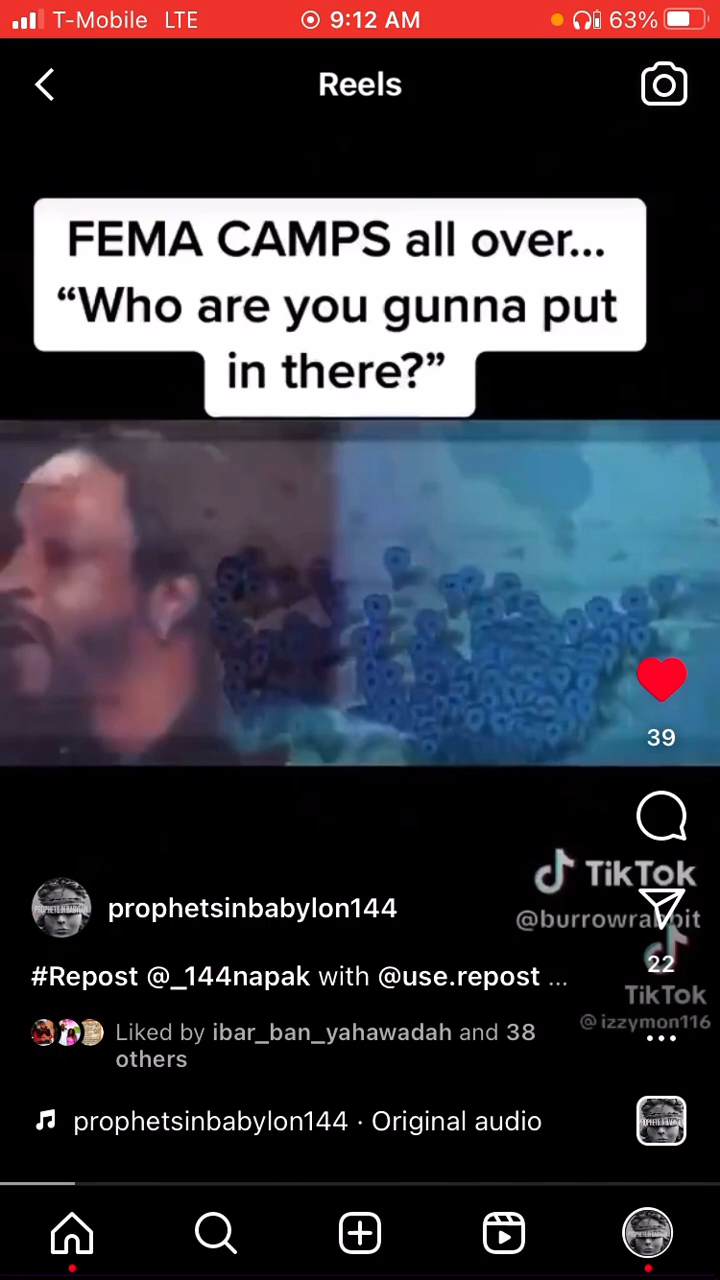 T-Mobile LTE 9:12 AM 63%
Reels
FEMA CAMPS all over...
“Who are you gunna put
in there?”
39
TikTok
prophetsinbabylon144
@burrowrabbit
22
#Repost @_144napak with @use.repost ...
TikTok
@izzymon116
Liked by ibar_ban_yahawadah and 38
others
prophetsinbabylon144 · Original audio